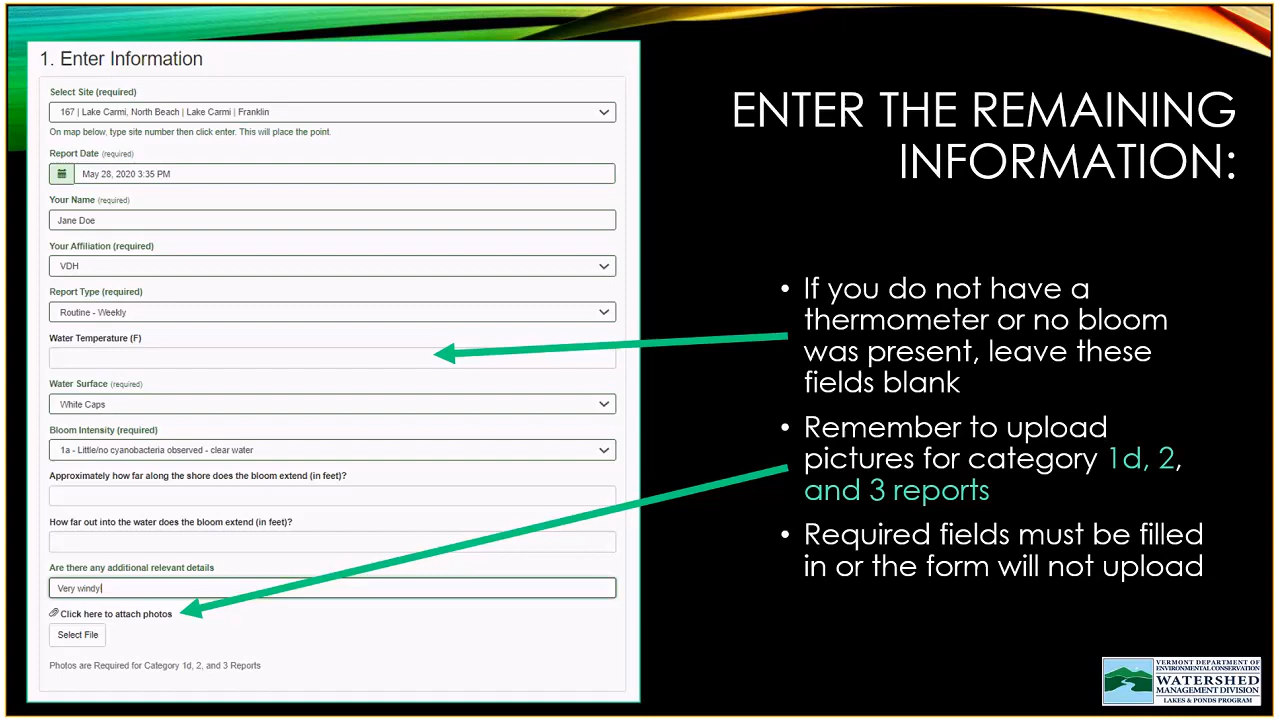 1. Enter Information
Select Site (required)
167 | Lake Carmi, North Beach | Lake Carmi | Franklin
On map below, type site number then click enter. This will place the point.
Report Date (required)
May 28, 2020 3:35 PM
Your Name (required)
Jane Doe
Your Affiliation (required)
VDH
Report Type (required)
Routine - Weekly
Water Temperature (F)
Water Surface (required)
White Caps
Bloom Intensity (required)
1a - Little/no cyanobacteria observed - clear water
Approximately how far along the shore does the bloom extend (in feet)?
How far out into the water does the bloom extend (in feet)?
Are there any additional relevant details
Very windy
Click here to attach photos
Select File
Photos are Required for Category 1d, 2, and 3 Reports
ENTER THE REMAINING
INFORMATION:
• If you do not have a
thermometer or no bloom
was present, leave these
fields blank
• Remember to upload
pictures for category 1d, 2,
and 3 reports
• Required fields must be filled
in or the form will not upload
VERMONT DEPARTMENT OF
ENVIRONMENTAL CONSERVATION
WATERSHED
MANAGEMENT DIVISION
LAKES & PONDS PROGRAM